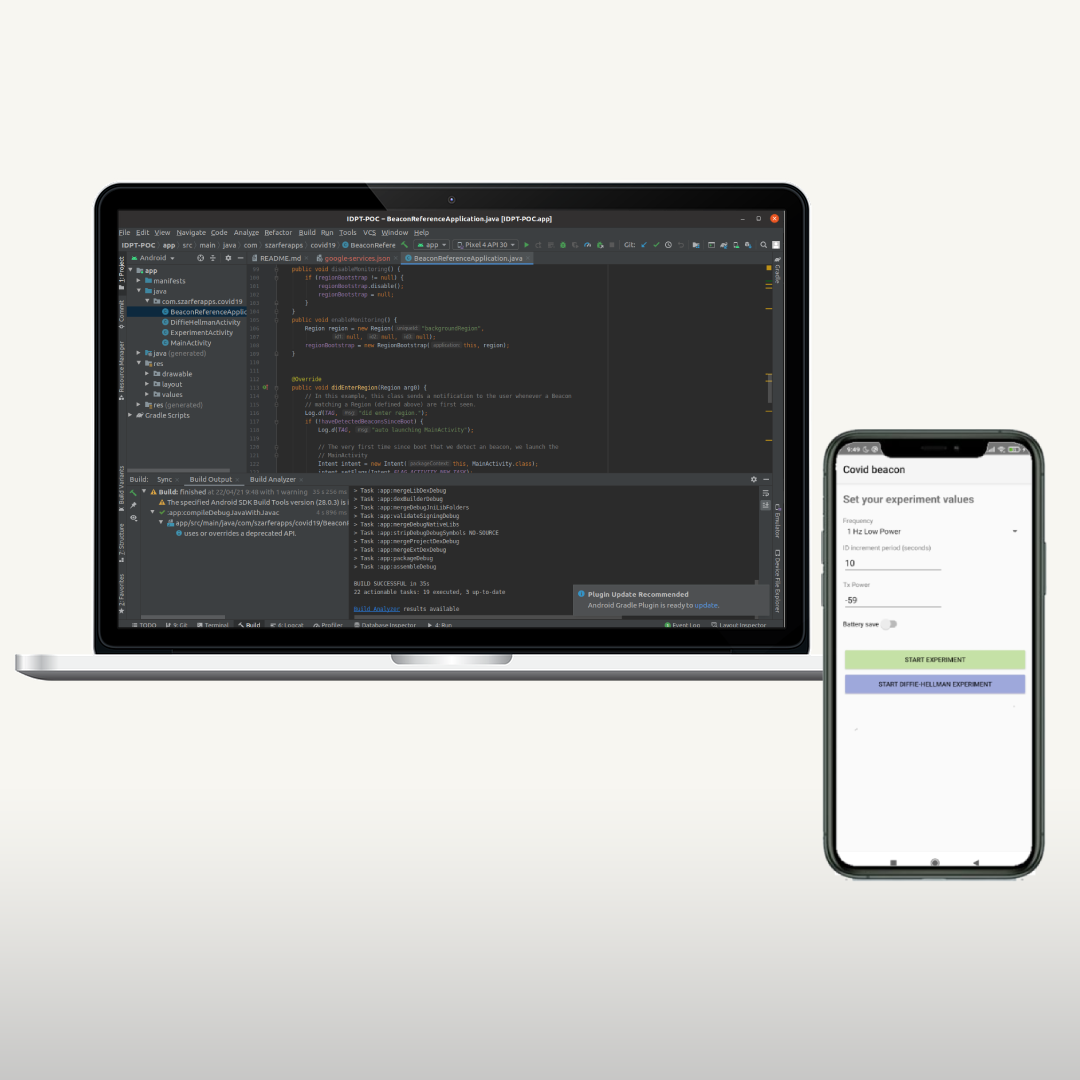 IDPT-POC – BeaconReferenceApplication.java [IDPT-POC.app]
File Edit View Navigate Code Analyze Refactor Build Run Tools VCS Window Help
IDPT-POC app src main java com szarferapps covid19 BeaconRefere app Pixel 4 API 30 Git:
Android README.md google-services.json BeaconReferenceApplication.java
1: Project
Commit
Resource Manager
Build Variants
Z: Structure
2: Favorites
app
manifests
java
com.szarferapps.covid19
BeaconReferenceApplic
DiffieHellmanActivity
ExperimentActivity
MainActivity
java (generated)
res
drawable
layout
values
res (generated)
Gradle Scripts
99 public void disableMonitoring() {
100 if (regionBootstrap != null) {
101 regionBootstrap.disable();
102 regionBootstrap = null;
103 }
104 }
105 public void enableMonitoring() {
106 Region region = new Region( "backgroundRegion",
107 null, null, null);
108 regionBootstrap = new RegionBootstrap( this, region);
109 }
110
111
112 @Override
113 public void didEnterRegion(Region arg0) {
114 // In this example, this class sends a notification to the user whenever a Beacon
115 // matching a Region (defined above) are first seen.
116 Log.d(TAG, msg: "did enter region.");
117 if (!haveDetectedBeaconsSinceBoot) {
118 Log.d(TAG, msg: "auto launching MainActivity");
119
120 // The very first time since boot that we detect an beacon, we launch the
121 // MainActivity
122 Intent intent = new Intent( packageContext: this, MainActivity.class);
intent.setFlags(Intent.FLAG_ACTIVITY_NEW_TASK);
Gradle
Emulator
Device File Explorer
Build: Sync Build Output Build Analyzer
Build: finished at 22/04/21 9:48 with 1 warning 35 s 236 ms
The specified Android SDK Build Tools version (28.0.3) is i
:app:compileDebugJavaWithJavac 4 s 896 ms
app/src/main/java/com/szarferapps/covid19/BeaconI
uses or overrides a deprecated API.
> Task :app:mergeLibDexDebug
> Task :app:dexBuilderDebug
> Task :app:mergeDebugJniLibFolders
> Task :app:validateSigningDebug
> Task :app:mergeDebugNativeLibs
> Task :app:stripDebugDebugSymbols NO-SOURCE
> Task :app:mergeProjectDexDebug
> Task :app:mergeExtDexDebug
> Task :app:packageDebug
> Task :app:assembleDebug
BUILD SUCCESSFUL in 35s
22 actionable tasks: 19 executed, 3 up-to-date
Build Analyzer results available
Plugin Update Recommended
Android Gradle Plugin is ready to update.
TODO 9: Git Terminal Build 6: Logcat Profiler Database Inspector 4: Run Event Log Layout Inspector
9:49
Covid beacon
Set your experiment values
Frequency
1 Hz Low Power
ID increment period (seconds)
10
Tx Power
-59
Battery save
START EXPERIMENT
START DIFFIE-HELLMAN EXPERIMENT